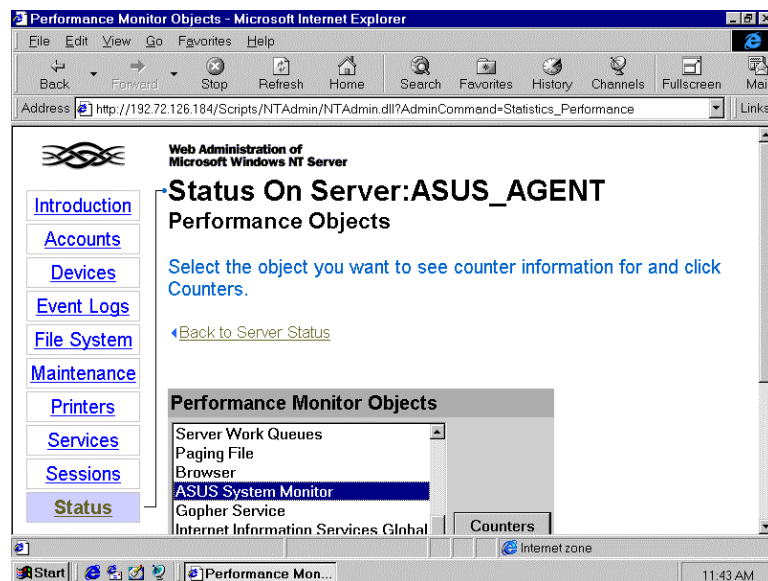 Performance Monitor Objects - Microsoft Internet Explorer
File Edit View Go Favorites Help
Back Forward Stop Refresh Home Search Favorites History Channels Fullscreen Mai
Address http://192.72.126.184/Scripts/NTAdmin/NTAdmin.dll?AdminCommand=Statistics_Performance Links
Web Administration of
Microsoft Windows NT Server
Status On Server:ASUS_AGENT
Performance Objects
Select the object you want to see counter information for and click
Counters.
Back to Server Status
Introduction
Accounts
Devices
Event Logs
File System
Maintenance
Printers
Services
Sessions
Status
Performance Monitor Objects
Server Work Queues
Paging File
Browser
ASUS System Monitor
Gopher Service
Internet Information Services Global
Counters
Internet zone
Start Performance Mon... 11:43 AM